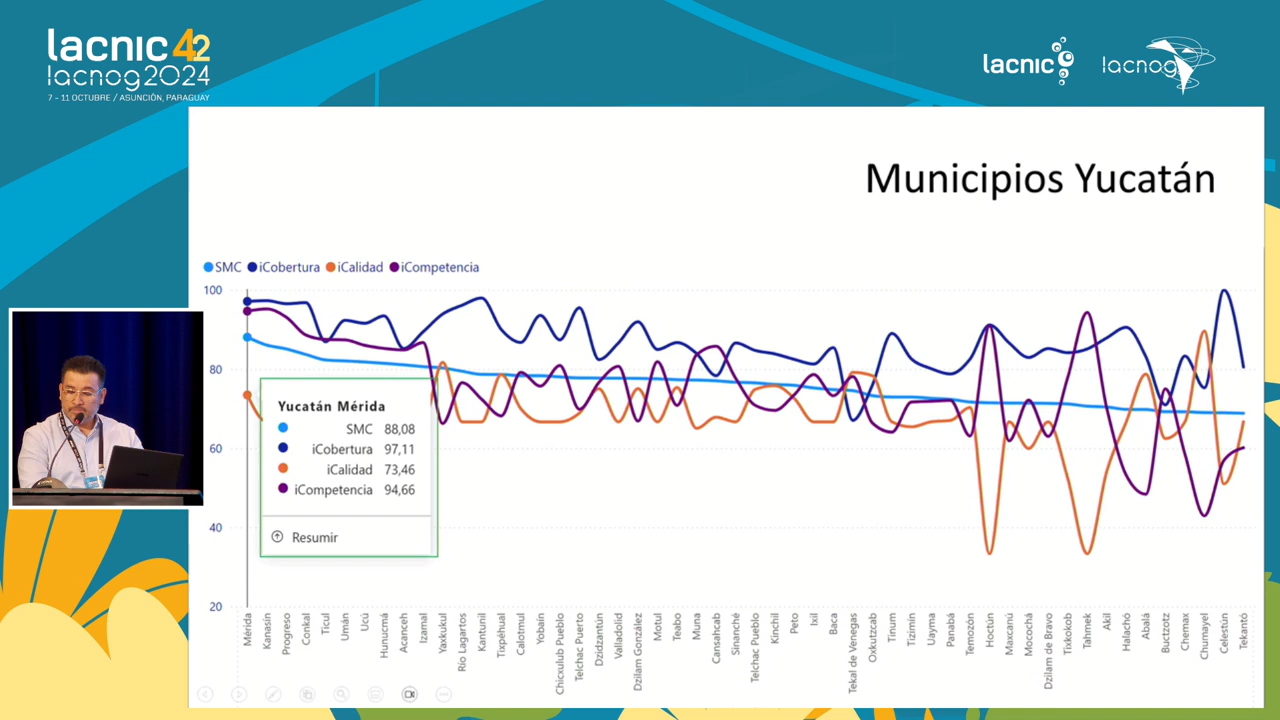 lacnic 42
lacnog2024
7 - 11 OCTUBRE / ASUNCIÓN, PARAGUAY
lacnic
lacnog
Municipios Yucatán
SMC iCobertura iCalidad iCompetencia
100
80
60
40
20
Yucatán Mérida
SMC 88,08
iCobertura 97,11
iCalidad 73,46
iCompetencia 94,66
Resumir
Mérida
Kanasín
Progreso
Conkal
Ticul
Umán
Ucú
Hunucmá
Acanceh
Izamal
Yaxkukul
Río Lagartos
Kantunil
Tixpéhual
Calotmul
Yobaín
Chicxulub Pueblo
Telchac Puerto
Dzidzantún
Valladolid
Dzilam González
Motul
Teabo
Muna
Cansahcab
Sinanché
Telchac Pueblo
Kinchil
Peto
Ixil
Baca
Tekal de Venegas
Oxkutzcab
Tinum
Tizimín
Uayma
Panabá
Temozón
Hoctún
Maxcanú
Mocochá
Dzilam de Bravo
Tixkokob
Tahmek
Akil
Halachó
Abalá
Buctzotz
Chemax
Chumayel
Celestún
Tekantó